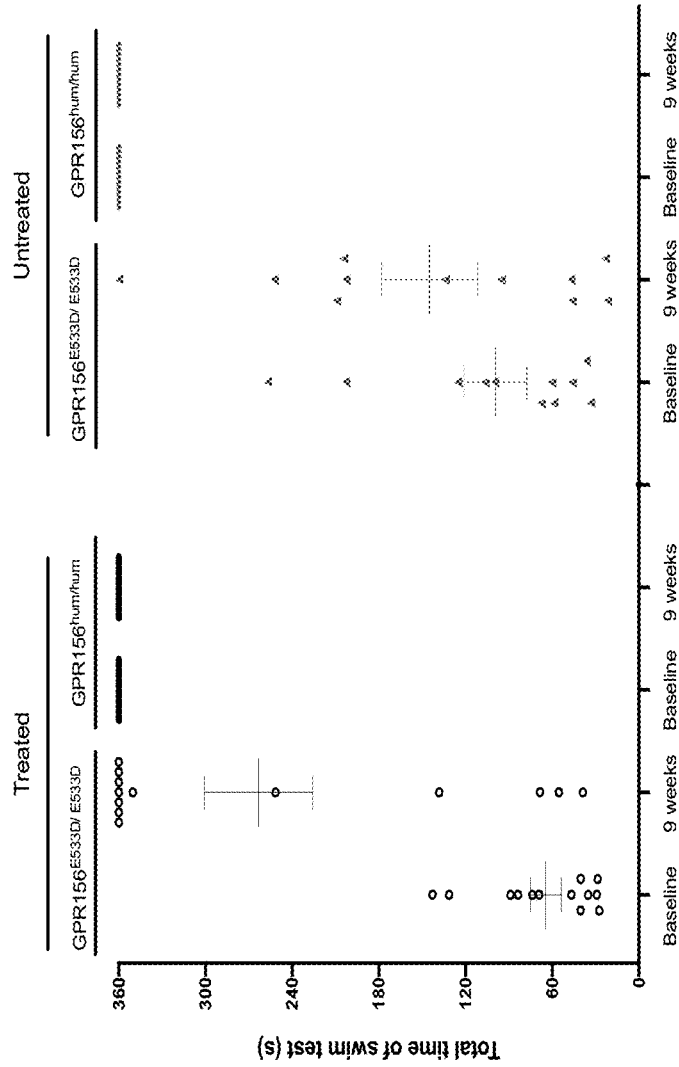 Treated
Untreated
GPR156E533D/ E533D
GPR156hum/hum
GPR156E533D/ E533D
GPR156hum/hum
Total time of swim test (s)
360
300
240
180
120
60
0
Baseline
9 weeks
Baseline
9 weeks
Baseline
9 weeks
Baseline
9 weeks